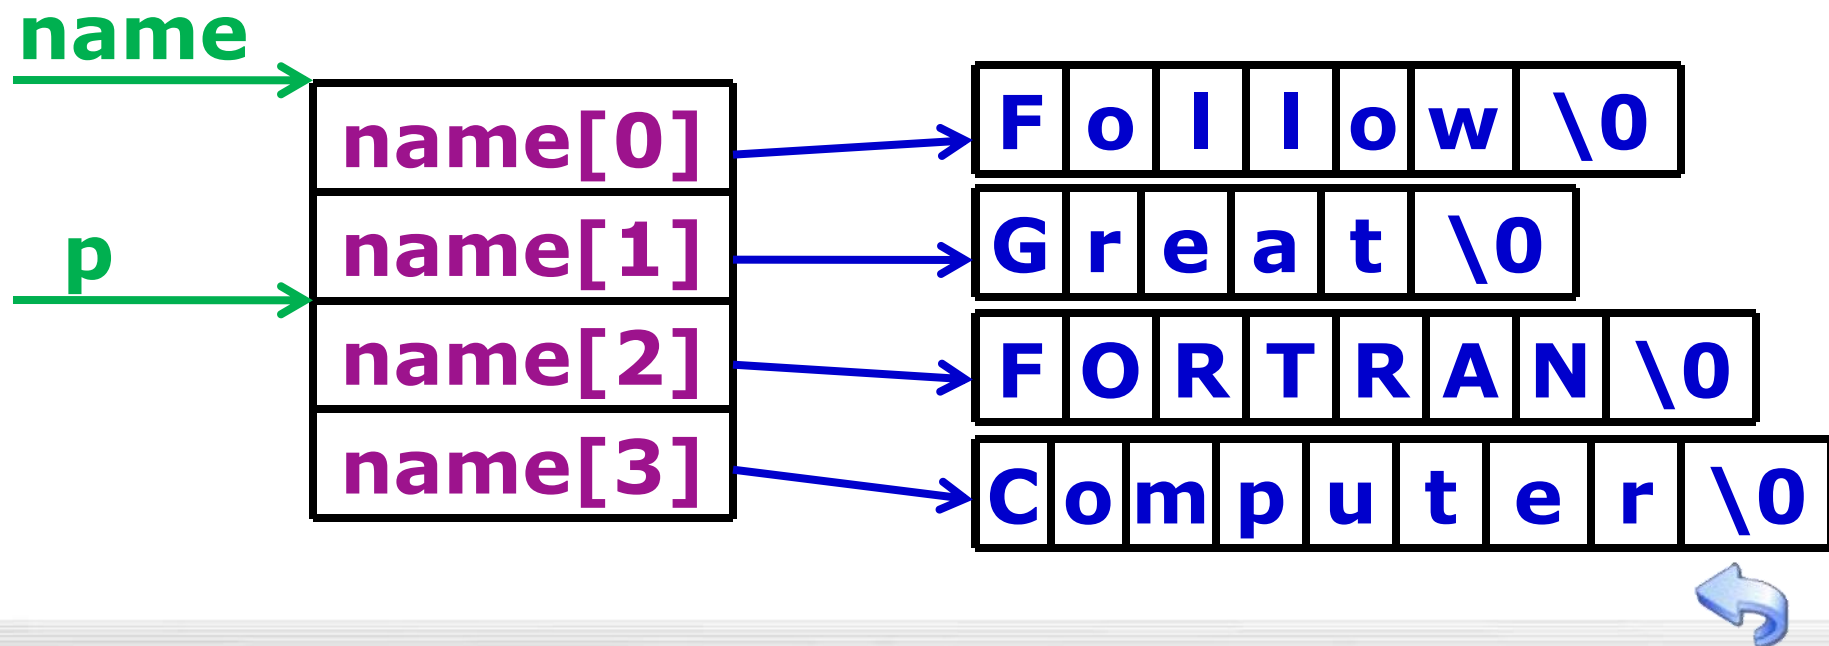 name
name[0] F o l l o w \0
name[1] G r e a t \0
p
name[2] F O R T R A N \0
name[3] C o m p u t e r \0